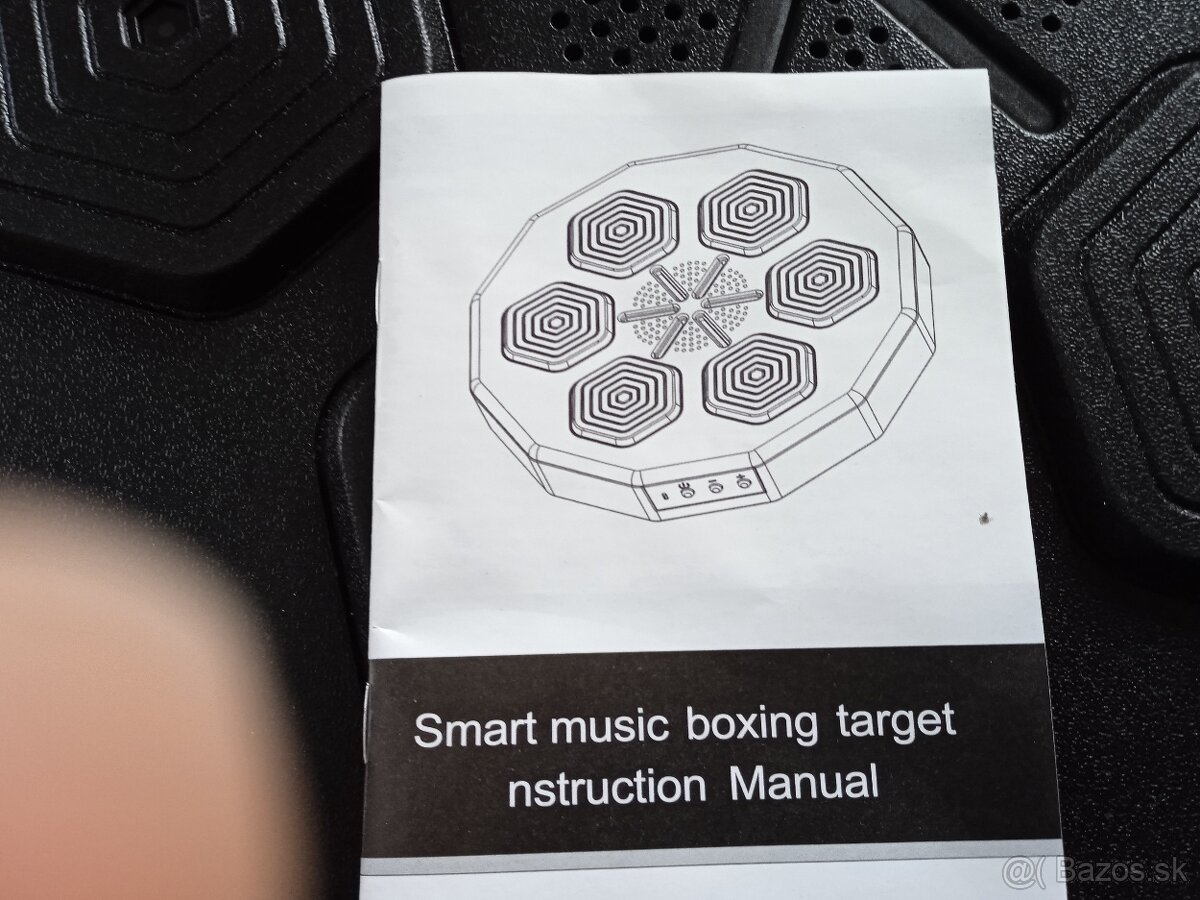 Smart music boxing target
nstruction Manual
@( Bazos.sk